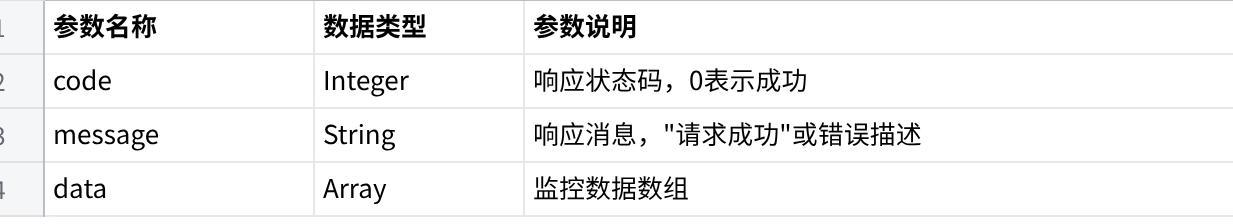 1 参数名称 数据类型 参数说明
2 code Integer 响应状态码，0表示成功
3 message String 响应消息，"请求成功"或错误描述
4 data Array 监控数据数组